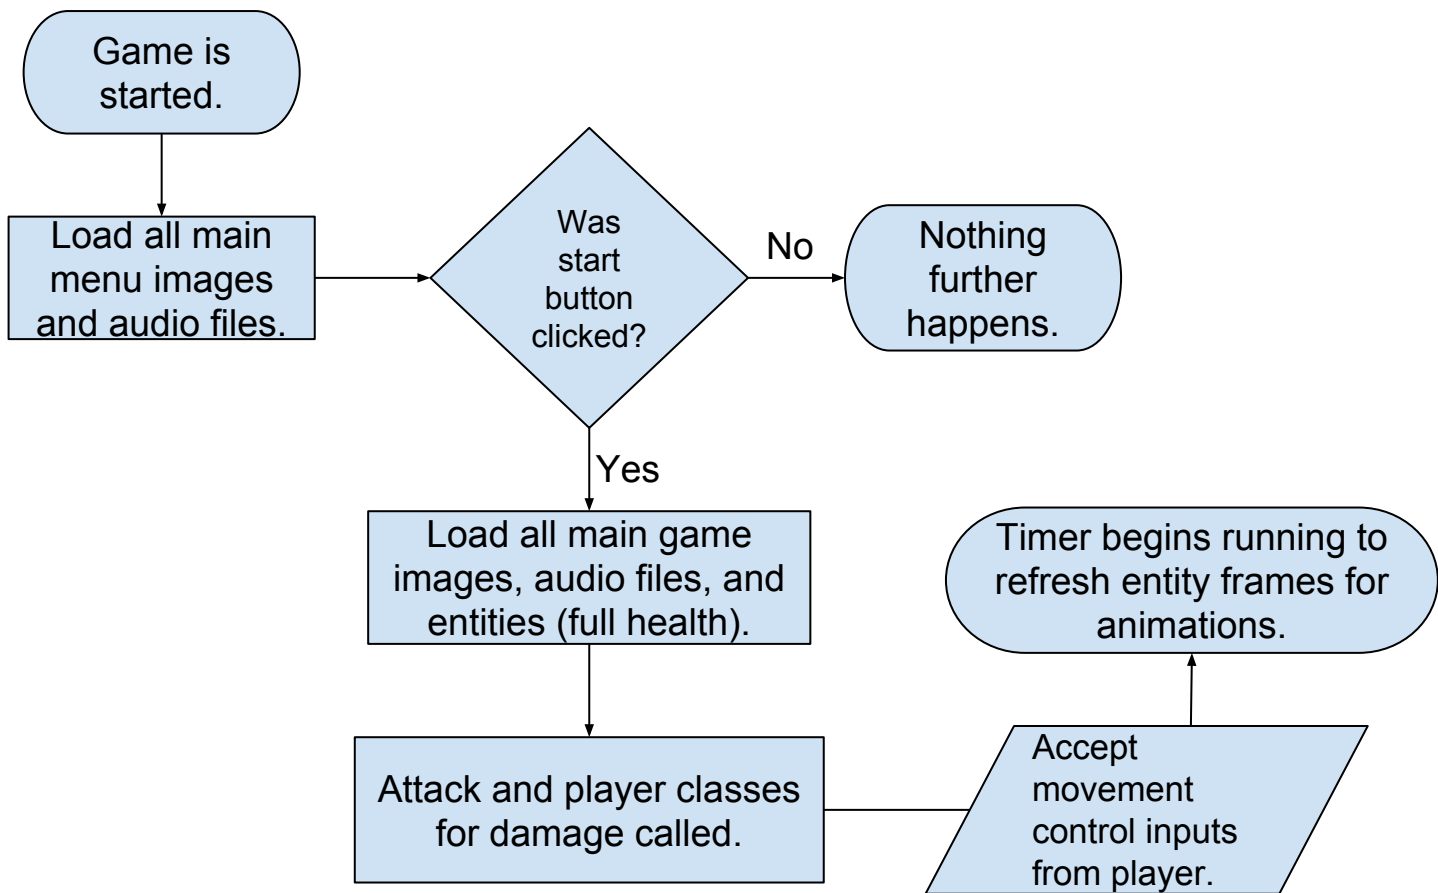 Game is
started.
Load all main
menu images
and audio files.
Was
start
button
clicked?
No
Nothing
further
happens.
Yes
Load all main game
images, audio files, and
entities (full health).
Attack and player classes
for damage called.
Accept
movement
control inputs
from player.
Timer begins running to
refresh entity frames for
animations.